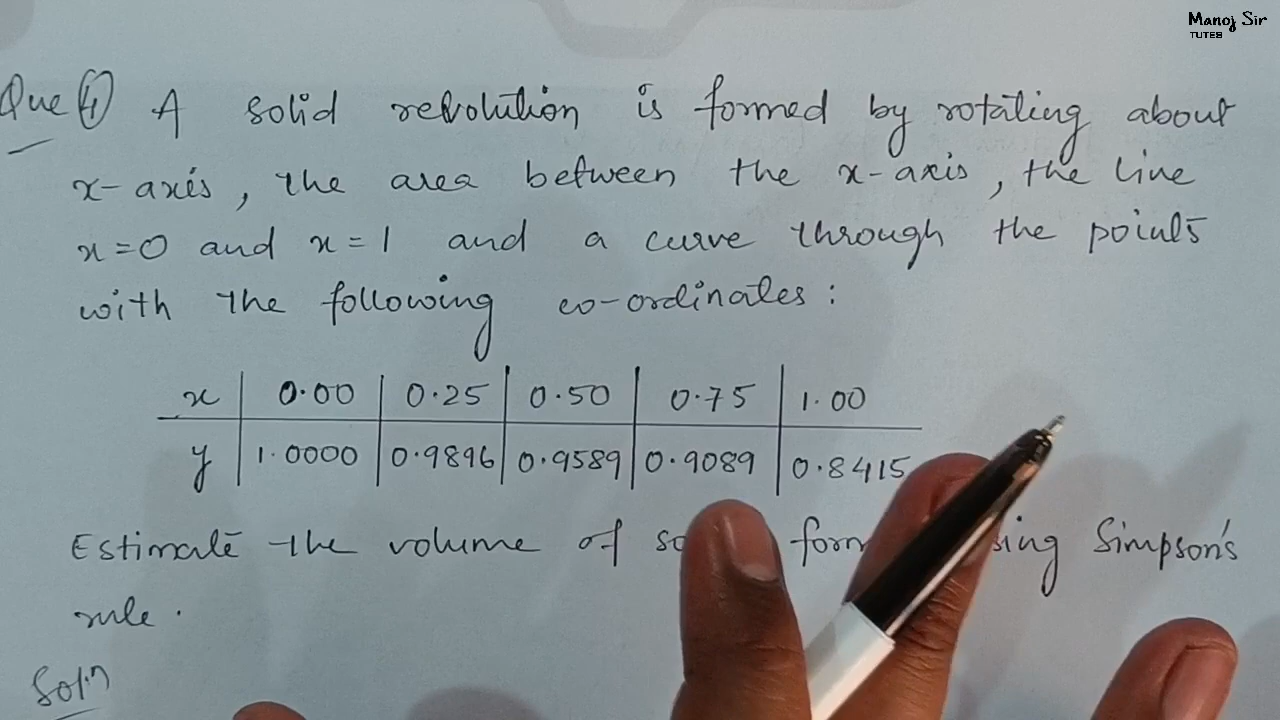 Manoj Sir
TUTES
Que ④ A solid revolution is formed by rotating about
x-axis, the area between the x-axis, the line
x=0 and x=1 and a curve through the points
with the following co-ordinates:
x 0.00 0.25 0.50 0.75 1.00
y 1.0000 0.9896 0.9589 0.9089 0.8415
Estimate the volume of Simpson's
rule.
Solⁿ